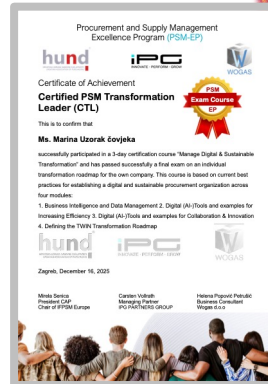 Procurement and Supply Management
Excellence Program (PSM-EP)
hund
iPG
INNOVATE · PERFORM · GROW
WOGAS
Certificate of Achievement
Certified PSM Transformation
Leader (CTL)
PSM
Exam Course
EP
This is to confirm that
Ms. Marina Uzorak čovjeka
successfully participated in a 3-day certification course "Manage Digital & Sustainable
Transformation" and has passed successfully a final exam on an individual
transformation roadmap for the own company. This course is based on current best
practices for establishing a digital and sustainable procurement organization across
four modules:
1. Business Intelligence and Data Management 2. Digital (AI-)Tools and examples for
Increasing Efficiency 3. Digital (AI-)Tools and examples for Collaboration & Innovation
4. Defining the TWIN Transformation Roadmap
hund
iPG
INNOVATE · PERFORM · GROW
WOGAS
Zagreb, December 16, 2025
Mirela Senica
President CAP
Chair of IFPSM Europe
Carsten Vollrath
Managing Partner
IPG PARTNERS GROUP
Helena Popović Petrušić
Business Consultant
Wogas d.o.o